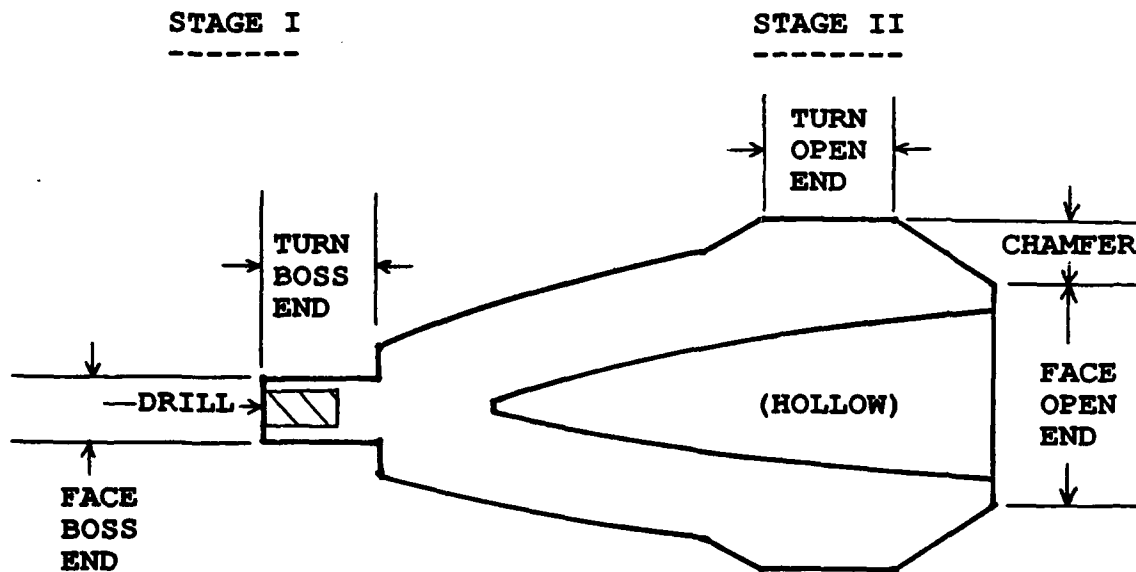 STAGE I
STAGE II
TURN
OPEN
END
TURN
BOSS
END
CHAMFER
DRILL
(HOLLOW)
FACE
OPEN
END
FACE
BOSS
END